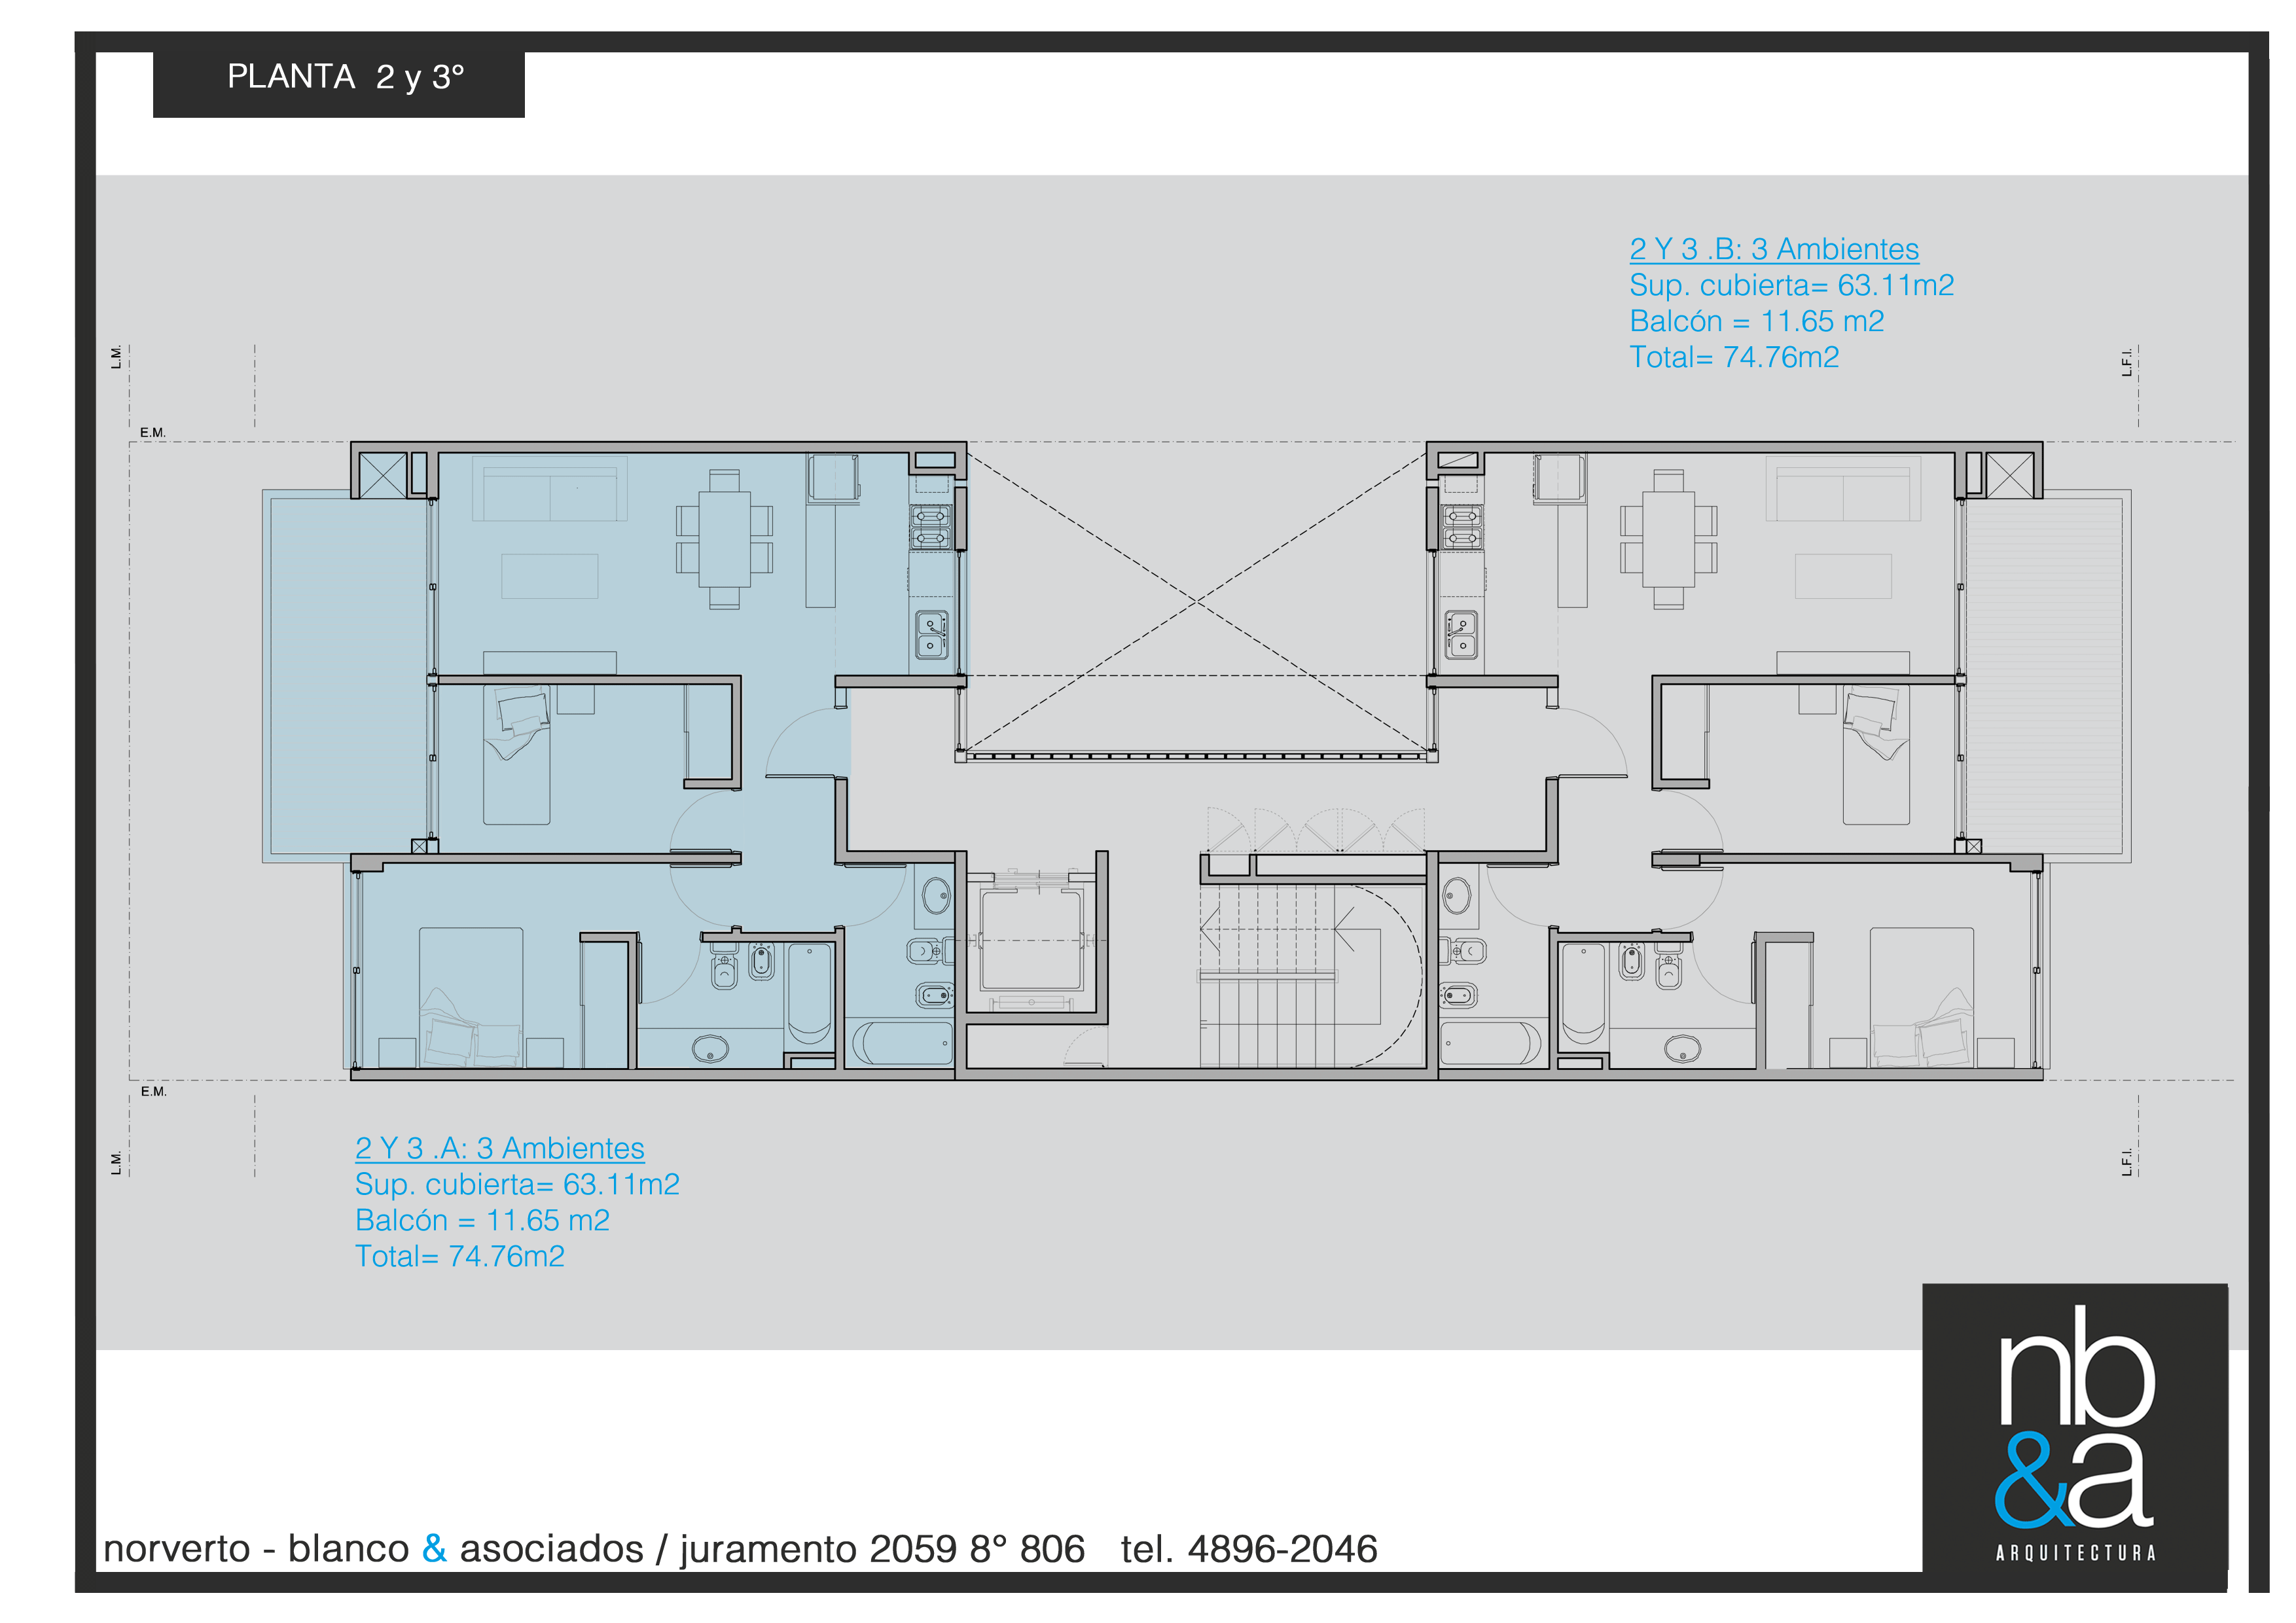 PLANTA 2 y 3°
2 Y 3 .B: 3 Ambientes
Sup. cubierta= 63.11m2
Balcón = 11.65 m2
Total= 74.76m2
L.M.
L.F.I.
E.M.
E.M.
L.M.
L.F.I.
2 Y 3 .A: 3 Ambientes
Sup. cubierta= 63.11m2
Balcón = 11.65 m2
Total= 74.76m2
nb
&a
ARQUITECTURA
norverto - blanco & asociados / juramento 2059 8° 806 tel. 4896-2046